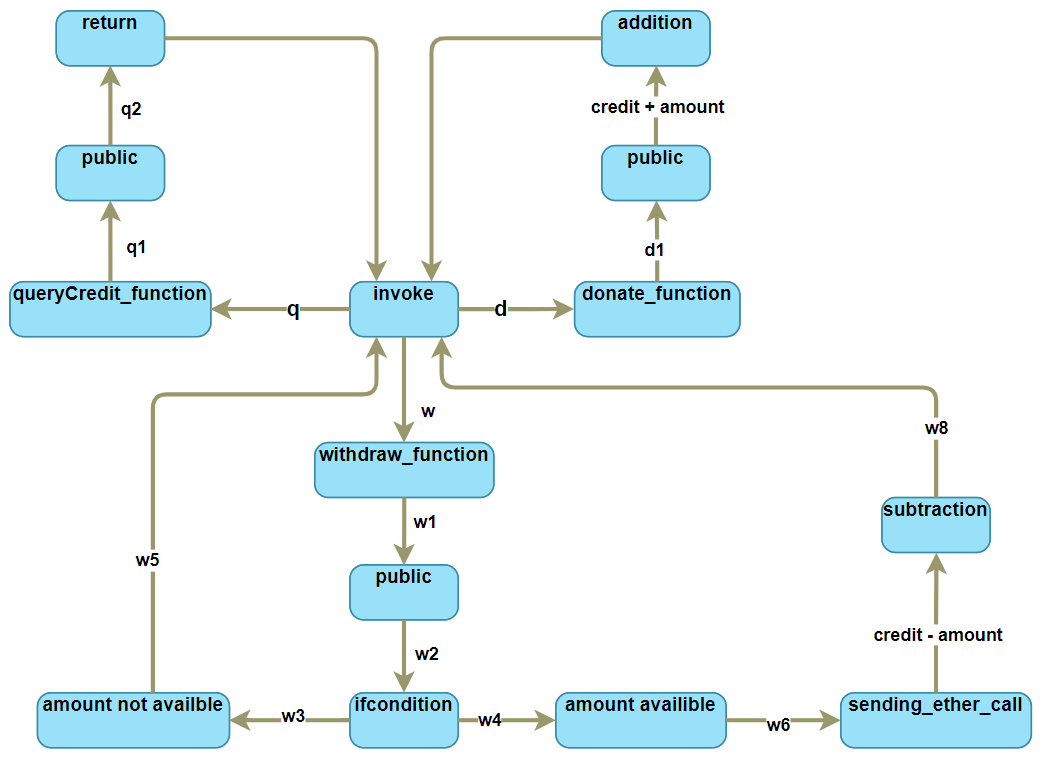 return
addition
q2
credit + amount
public
public
q1
d1
queryCredit_function
q
invoke
d
donate_function
w
withdraw_function
w8
subtraction
w1
w5
public
credit - amount
w2
amount not availble
w3
ifcondition
w4
amount availible
w6
sending_ether_call